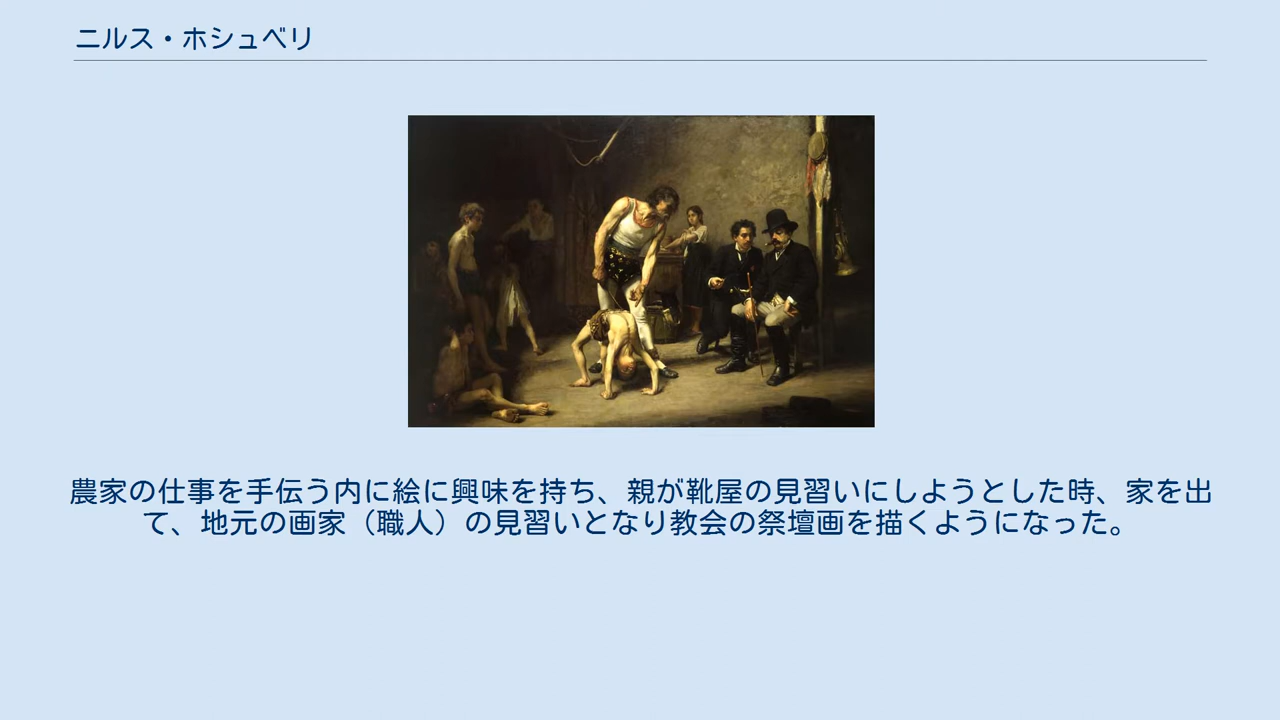 ニルス・ホシュベリ
農家の仕事を手伝う内に絵に興味を持ち、親が靴屋の見習いにしようとした時、家を出
て、地元の画家（職人）の見習いとなり教会の祭壇画を描くようになった。